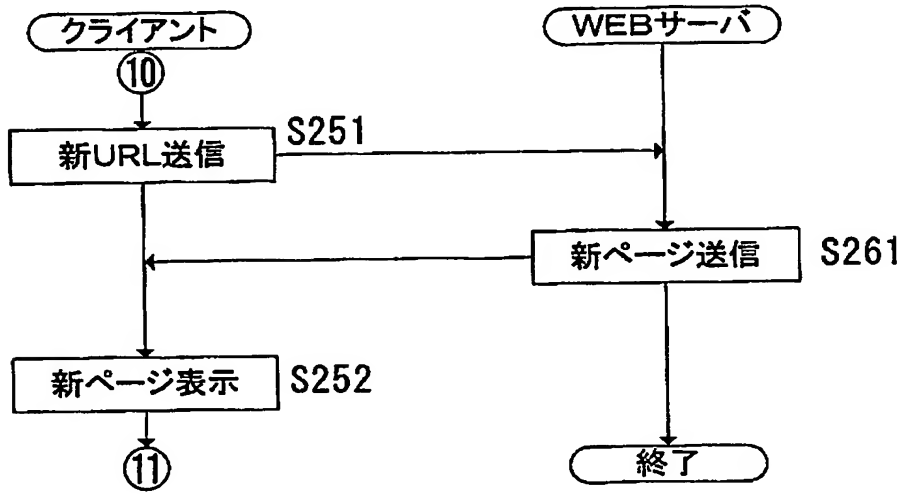 クライアント
WEBサーバ
⑩
新URL送信
S251
新ページ送信
S261
新ページ表示
S252
⑪
終了